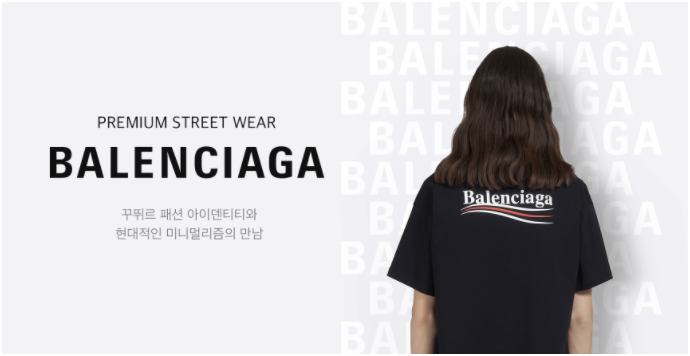 PREMIUM STREET WEAR
BALENCIAGA
꾸뛰르 패션 아이덴티티와
현대적인 미니멀리즘의 만남
BALENCIAGA
BALENCIAGA
BALENCIAGA
BALENCIAGA
BALENCIAGA
BALENCIAGA
BALENCIAGA
BALENCIAGA
BALENCIAGA
Balenciaga